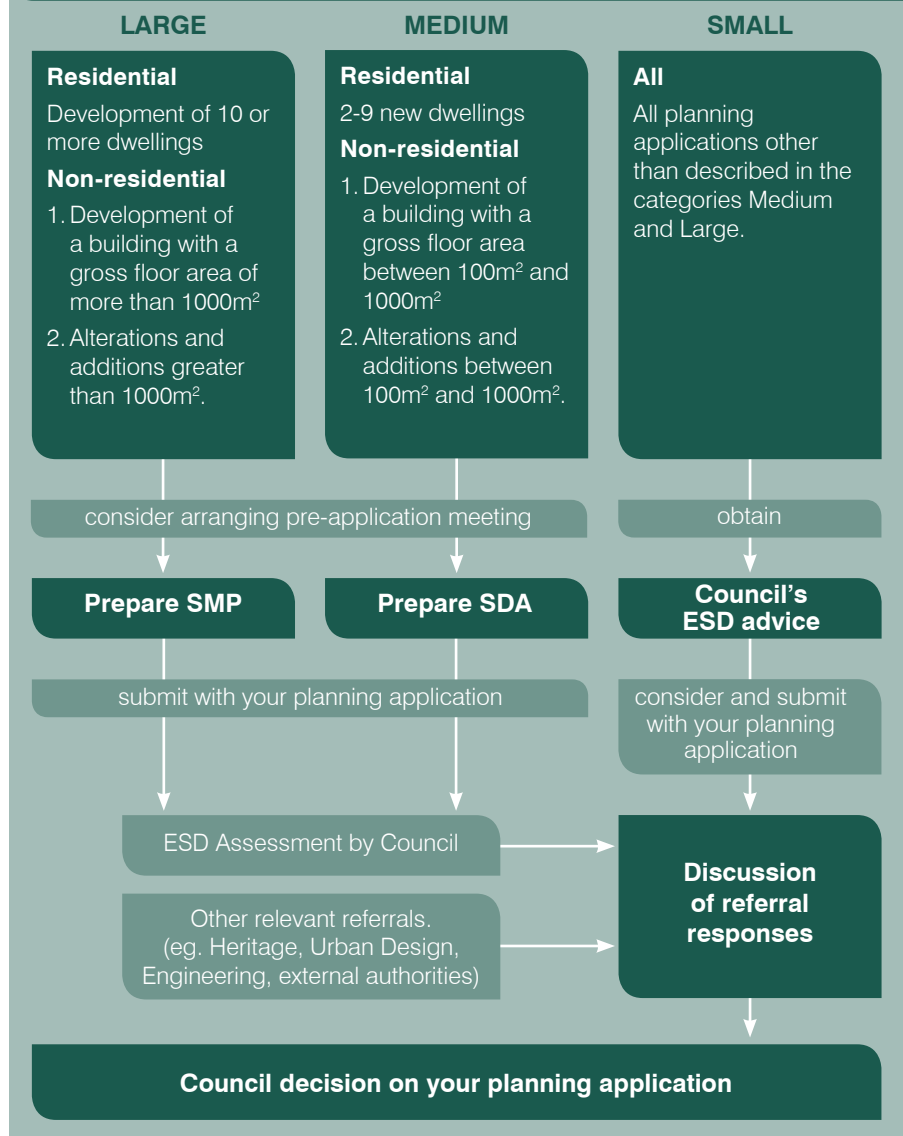 LARGE
Residential
Development of 10 or
more dwellings
Non-residential
1. Development of
a building with a
gross floor area of
more than 1000m²
2. Alterations and
additions greater
than 1000m².
MEDIUM
Residential
2-9 new dwellings
Non-residential
1. Development of
a building with a
gross floor area
between 100m² and
1000m²
2. Alterations and
additions between
100m² and 1000m².
SMALL
All
All planning
applications other
than described in the
categories Medium
and Large.
consider arranging pre-application meeting
obtain
Prepare SMP
Prepare SDA
Council’s
ESD advice
submit with your planning application
consider and submit
with your planning
application
ESD Assessment by Council
Other relevant referrals.
(eg. Heritage, Urban Design,
Engineering, external authorities)
Discussion
of referral
responses
Council decision on your planning application